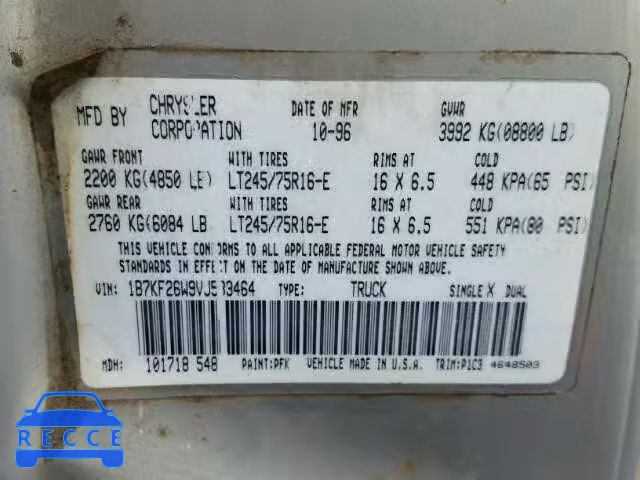 MFD BY CHRYSLER CORPORATION DATE OF MFR 10-96 GVWR 3992 KG(08800 LB)
GAWR FRONT WITH TIRES RIMS AT COLD
2200 KG(4850 LB) LT245/75R16-E 16 X 6.5 448 KPA(65 PSI)
GAWR REAR WITH TIRES RIMS AT COLD
2760 KG(6084 LB LT245/75R16-E 16 X 6.5 551 KPA(80 PSI)
THIS VEHICLE CONFORMS TO ALL APPLICABLE FEDERAL MOTOR VEHICLE SAFETY
STANDARDS IN EFFECT ON THE DATE OF MANUFACTURE SHOWN ABOVE.
VIN: 1B7KF26W9VJ503464 TYPE: TRUCK SINGLE X DUAL
MDH: 101718 548 PAINT:PFK VEHICLE MADE IN U.S.A. TRIM:P1C3 4648503
BIDCCEE